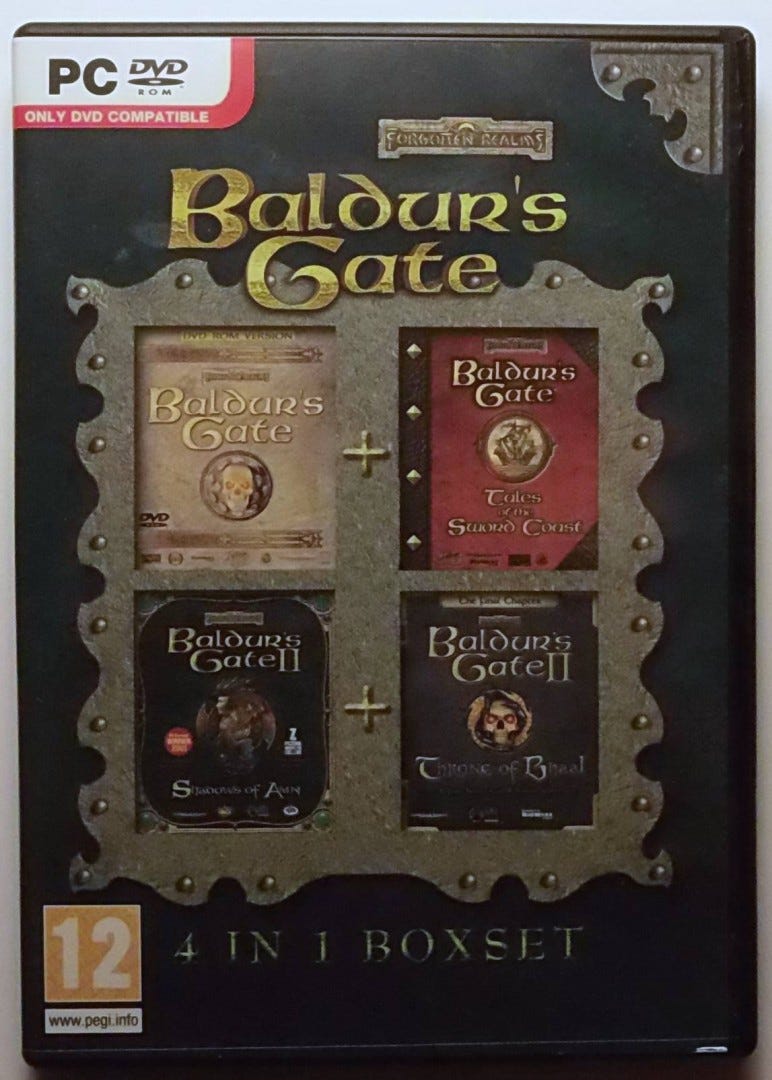 PC DVD
ROM
ONLY DVD COMPATIBLE
FORGOTTEN REALMS
Baldur's
Gate
DVD ROM VERSION
Baldur's
Gate
DVD
Baldur's
Gate
Tales
of the
Sword Coast
Baldur's
Gate II
Shadows of Amn
The Final Chapter
Baldur's
Gate II
Throne of Bhaal
12
www.pegi.info
4 IN 1 BOXSET